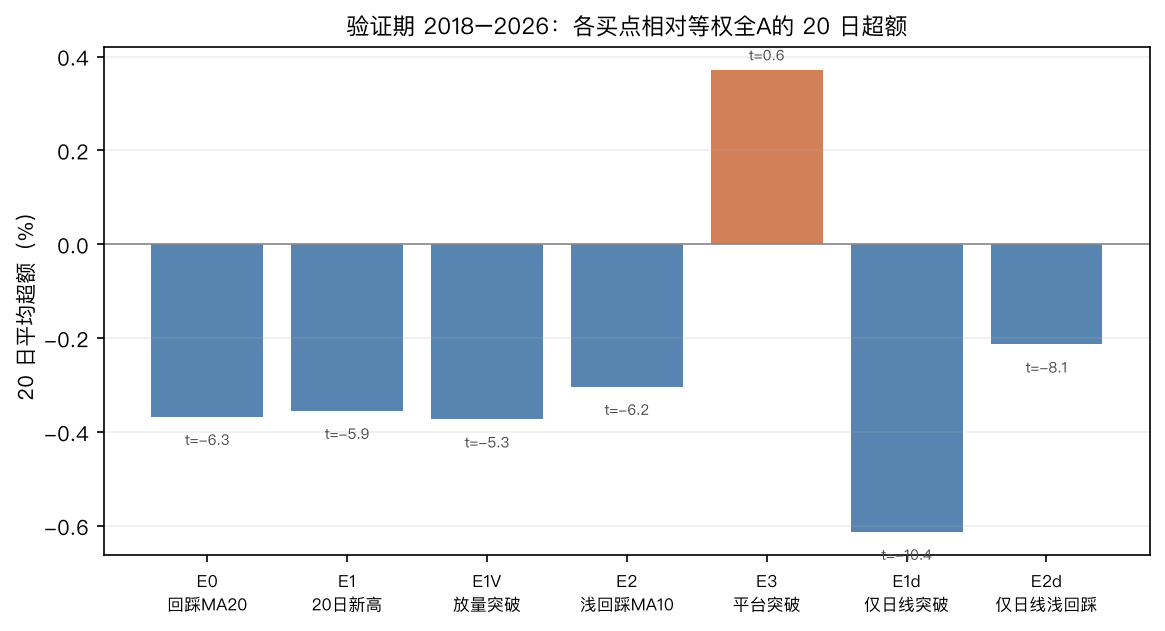 验证期 2018—2026：各买点相对等权全A的 20 日超额
20 日平均超额（%）
0.4
0.2
0.0
−0.2
−0.4
−0.6
t=−6.3
t=−5.9
t=−5.3
t=−6.2
t=0.6
t=−10.4
t=−8.1
E0
回踩MA20
E1
20日新高
E1V
放量突破
E2
浅回踩MA10
E3
平台突破
E1d
仅日线突破
E2d
仅日线浅回踩